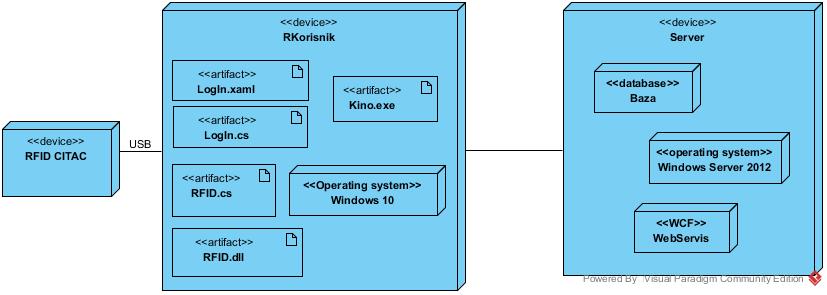 <<device>>
RFID CITAC
USB
<<device>>
RKorisnik
<<artifact>>
LogIn.xaml
<<artifact>>
LogIn.cs
<<artifact>>
RFID.cs
<<artifact>>
RFID.dll
<<artifact>>
Kino.exe
<<Operating system>>
Windows 10
<<device>>
Server
<<database>>
Baza
<<operating system>>
Windows Server 2012
<<WCF>>
WebServis
Powered By Visual Paradigm Community Edition